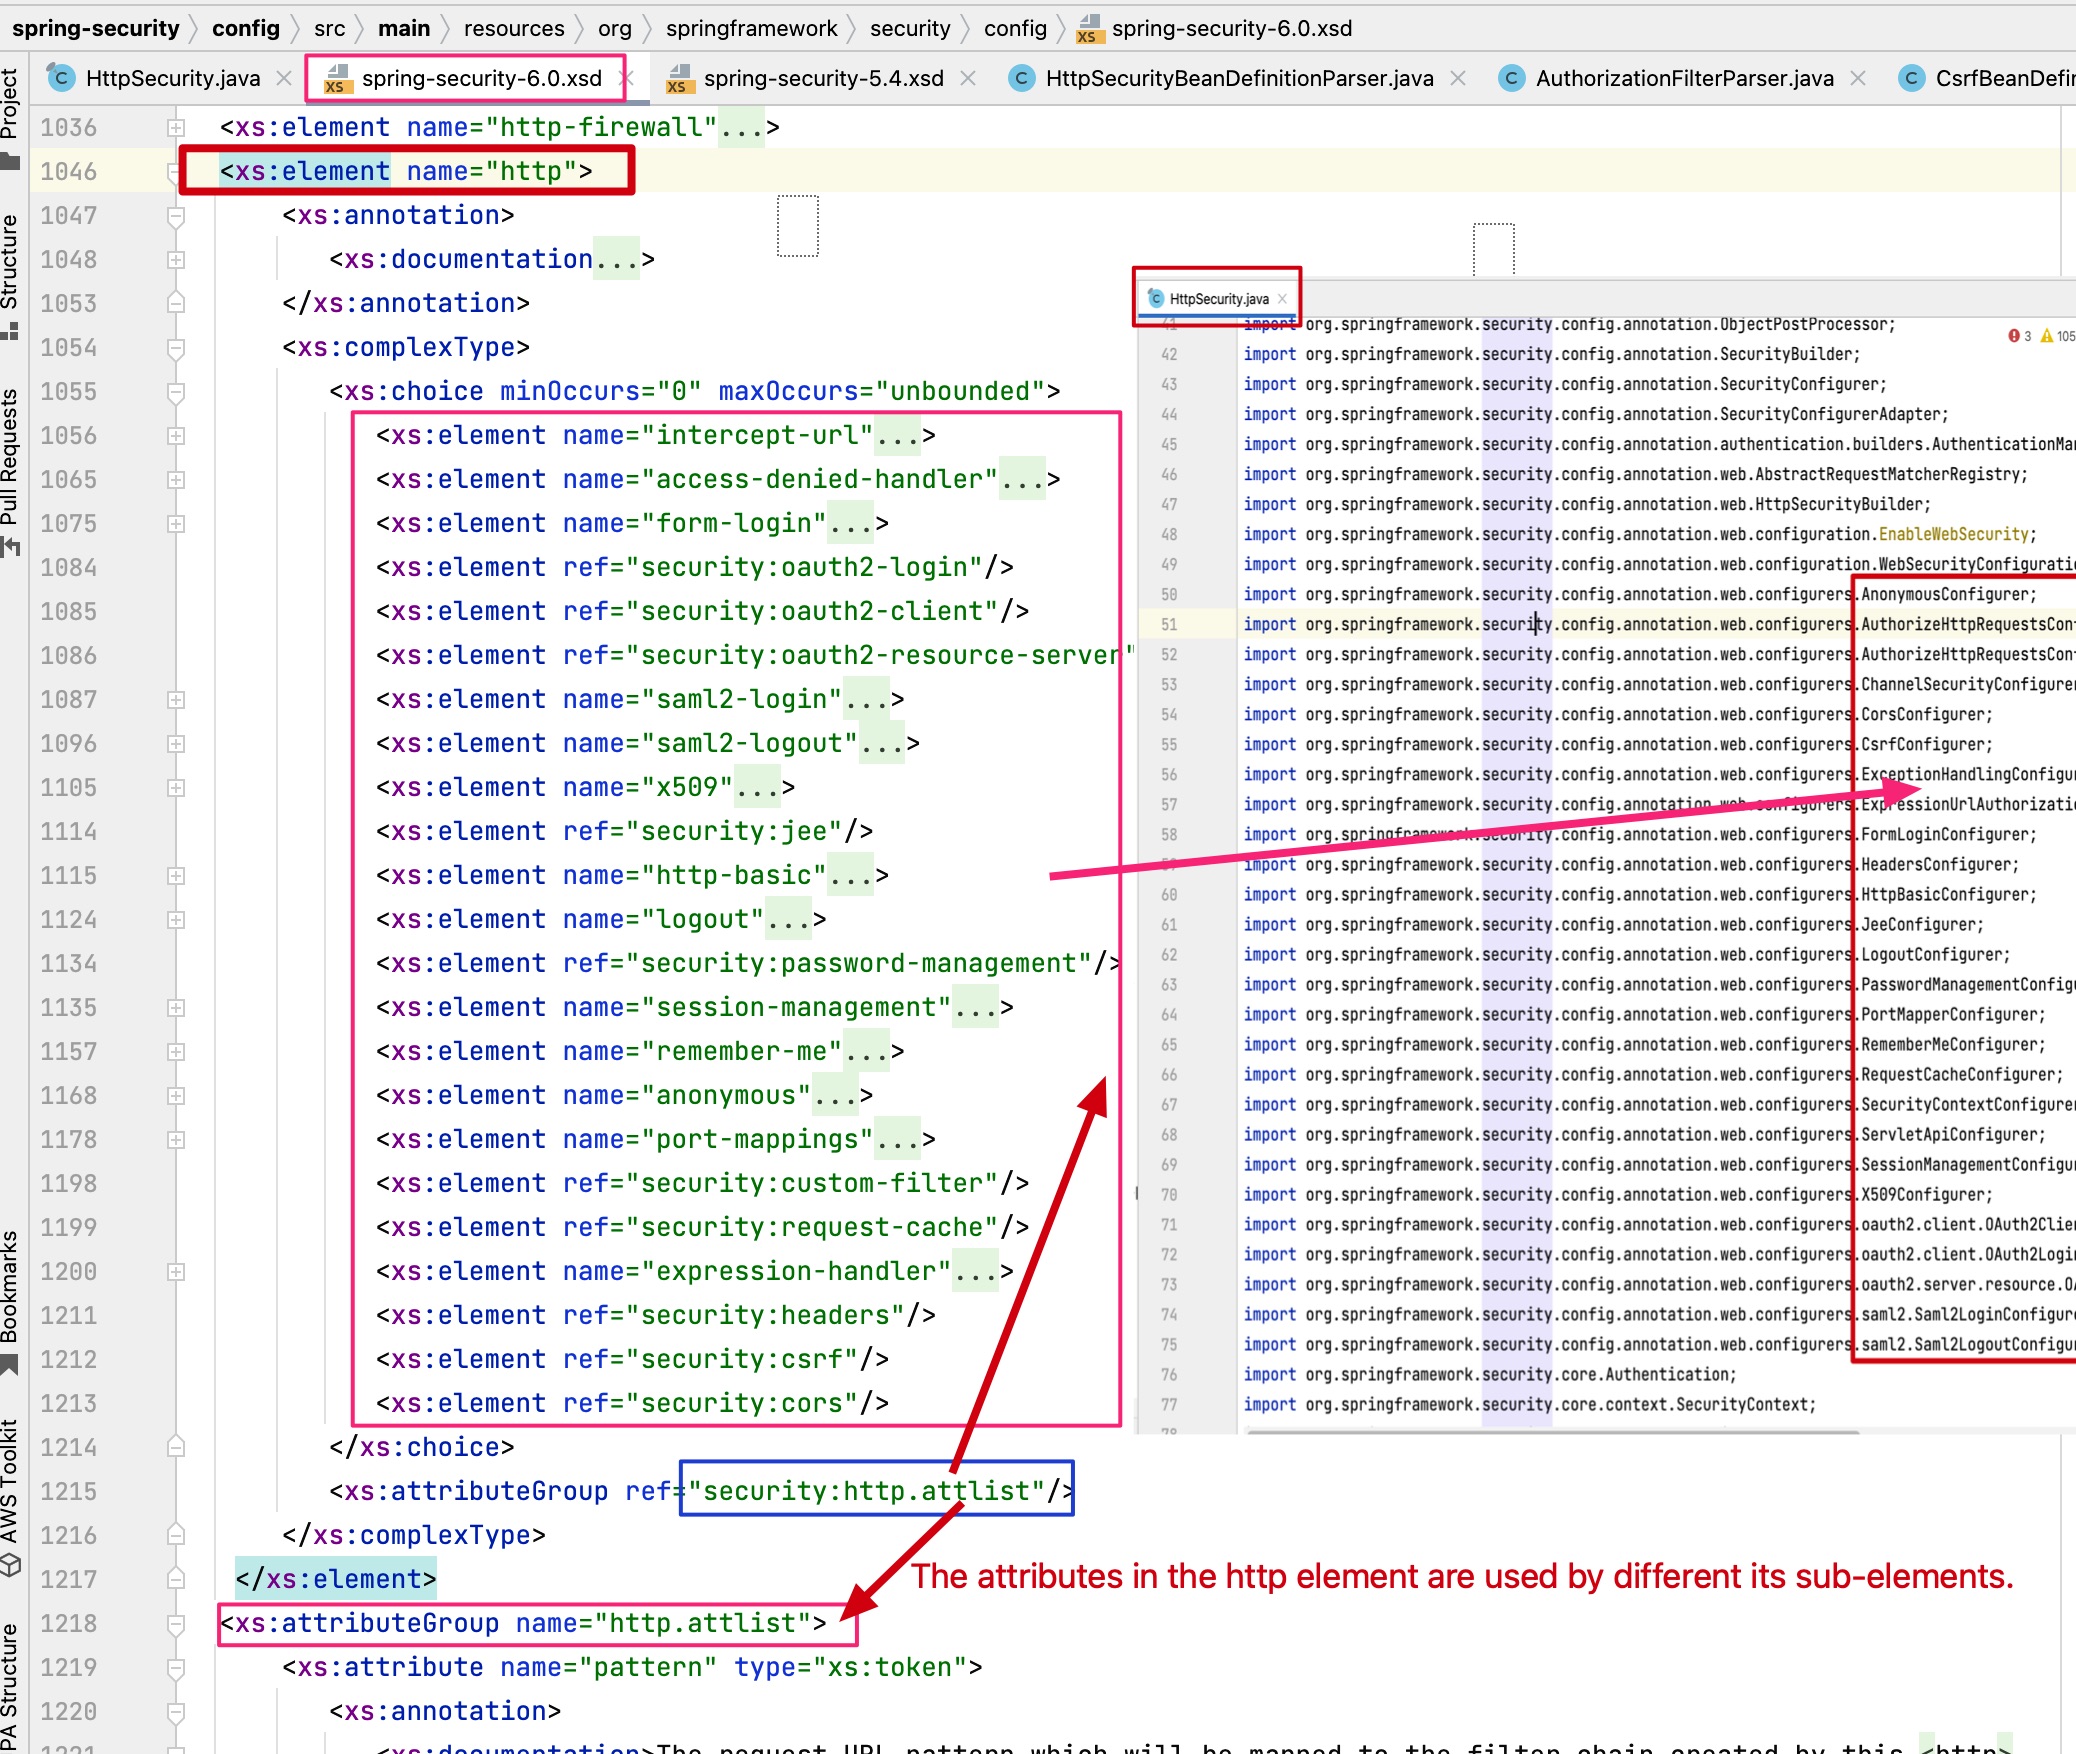 spring-security config src main resources org springframework security config spring-security-6.0.xsd
HttpSecurity.java spring-security-6.0.xsd spring-security-5.4.xsd HttpSecurityBeanDefinitionParser.java AuthorizationFilterParser.java CsrfBeanDefin
Project
Structure
Pull Requests
Bookmarks
AWS Toolkit
PA Structure
1036 <xs:element name="http-firewall"...>
1046 <xs:element name="http">
1047 <xs:annotation>
1048 <xs:documentation...>
1053 </xs:annotation>
1054 <xs:complexType>
1055 <xs:choice minOccurs="0" maxOccurs="unbounded">
1056 <xs:element name="intercept-url"...>
1065 <xs:element name="access-denied-handler"...>
1075 <xs:element name="form-login"...>
1084 <xs:element ref="security:oauth2-login"/>
1085 <xs:element ref="security:oauth2-client"/>
1086 <xs:element ref="security:oauth2-resource-server"
1087 <xs:element name="saml2-login"...>
1096 <xs:element name="saml2-logout"...>
1105 <xs:element name="x509"...>
1114 <xs:element ref="security:jee"/>
1115 <xs:element name="http-basic"...>
1124 <xs:element name="logout"...>
1134 <xs:element ref="security:password-management"/>
1135 <xs:element name="session-management"...>
1157 <xs:element name="remember-me"...>
1168 <xs:element name="anonymous"...>
1178 <xs:element name="port-mappings"...>
1198 <xs:element ref="security:custom-filter"/>
1199 <xs:element ref="security:request-cache"/>
1200 <xs:element name="expression-handler"...>
1211 <xs:element ref="security:headers"/>
1212 <xs:element ref="security:csrf"/>
1213 <xs:element ref="security:cors"/>
1214 </xs:choice>
1215 <xs:attributeGroup ref="security:http.attlist"/>
1216 </xs:complexType>
1217 </xs:element>
1218 <xs:attributeGroup name="http.attlist">
1219 <xs:attribute name="pattern" type="xs:token">
1220 <xs:annotation>
1221 <xs:documentation>The request URL pattern which will be mapped to the filter chain created by this <http>
HttpSecurity.java
3 105
41 import org.springframework.security.config.annotation.ObjectPostProcessor;
42 import org.springframework.security.config.annotation.SecurityBuilder;
43 import org.springframework.security.config.annotation.SecurityConfigurer;
44 import org.springframework.security.config.annotation.SecurityConfigurerAdapter;
45 import org.springframework.security.config.annotation.authentication.builders.AuthenticationMan
46 import org.springframework.security.config.annotation.web.AbstractRequestMatcherRegistry;
47 import org.springframework.security.config.annotation.web.HttpSecurityBuilder;
48 import org.springframework.security.config.annotation.web.configuration.EnableWebSecurity;
49 import org.springframework.security.config.annotation.web.configuration.WebSecurityConfiguratio
50 import org.springframework.security.config.annotation.web.configurers.AnonymousConfigurer;
51 import org.springframework.security.config.annotation.web.configurers.AuthorizeHttpRequestsConf
52 import org.springframework.security.config.annotation.web.configurers.AuthorizeHttpRequestsConf
53 import org.springframework.security.config.annotation.web.configurers.ChannelSecurityConfigurer
54 import org.springframework.security.config.annotation.web.configurers.CorsConfigurer;
55 import org.springframework.security.config.annotation.web.configurers.CsrfConfigurer;
56 import org.springframework.security.config.annotation.web.configurers.ExceptionHandlingConfigur
57 import org.springframework.security.config.annotation.web.configurers.ExpressionUrlAuthorizatio
58 import org.springframework.security.config.annotation.web.configurers.FormLoginConfigurer;
59 import org.springframework.security.config.annotation.web.configurers.HeadersConfigurer;
60 import org.springframework.security.config.annotation.web.configurers.HttpBasicConfigurer;
61 import org.springframework.security.config.annotation.web.configurers.JeeConfigurer;
62 import org.springframework.security.config.annotation.web.configurers.LogoutConfigurer;
63 import org.springframework.security.config.annotation.web.configurers.PasswordManagementConfigu
64 import org.springframework.security.config.annotation.web.configurers.PortMapperConfigurer;
65 import org.springframework.security.config.annotation.web.configurers.RememberMeConfigurer;
66 import org.springframework.security.config.annotation.web.configurers.RequestCacheConfigurer;
67 import org.springframework.security.config.annotation.web.configurers.SecurityContextConfigurer
68 import org.springframework.security.config.annotation.web.configurers.ServletApiConfigurer;
69 import org.springframework.security.config.annotation.web.configurers.SessionManagementConfigur
70 import org.springframework.security.config.annotation.web.configurers.X509Configurer;
71 import org.springframework.security.config.annotation.web.configurers.oauth2.client.OAuth2Clien
72 import org.springframework.security.config.annotation.web.configurers.oauth2.client.OAuth2Login
73 import org.springframework.security.config.annotation.web.configurers.oauth2.server.resource.OA
74 import org.springframework.security.config.annotation.web.configurers.saml2.Saml2LoginConfigure
75 import org.springframework.security.config.annotation.web.configurers.saml2.Saml2LogoutConfigur
76 import org.springframework.security.core.Authentication;
77 import org.springframework.security.core.context.SecurityContext;
78
The attributes in the http element are used by different its sub-elements.